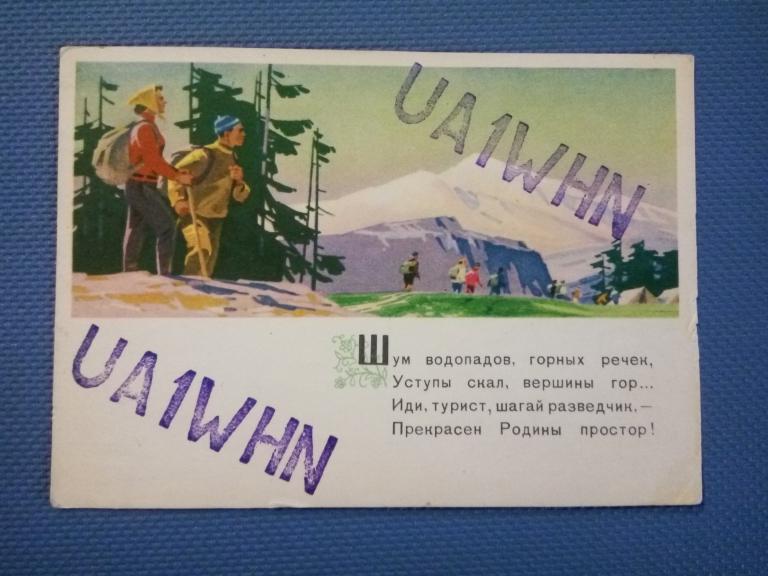 UA1WHN
UA1WHN
Шум водопадов, горных речек,
Уступы скал, вершины гор...
Иди, турист, шагай разведчик,—
Прекрасен Родины простор!